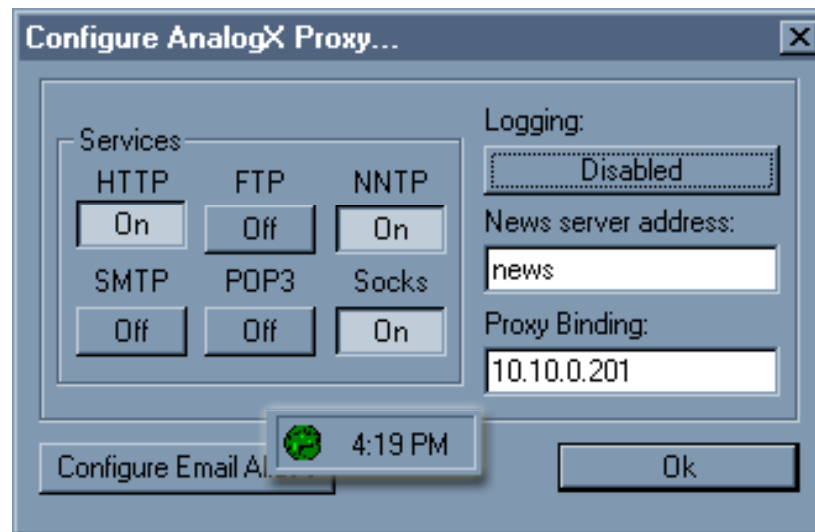 Configure AnalogX Proxy...
Services
HTTP FTP NNTP
On Off On
SMTP POP3 Socks
Off Off On
Logging:
Disabled
News server address:
news
Proxy Binding:
10.10.0.201
4:19 PM
Configure Email
Ok